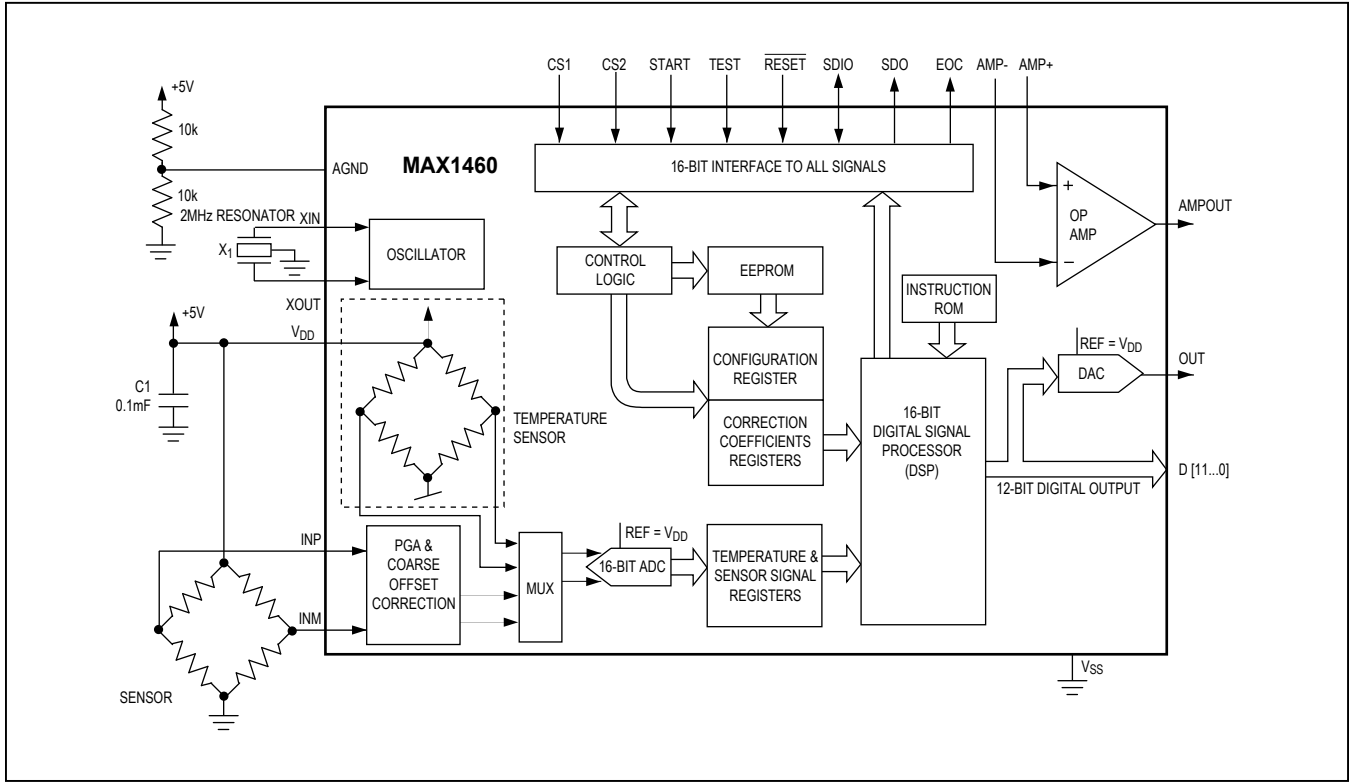 CS1 CS2 START TEST RESET SDIO SDO EOC AMP- AMP+
+5V
10k
AGND
MAX1460
16-BIT INTERFACE TO ALL SIGNALS
10k
2MHz RESONATOR
XIN
X1
OSCILLATOR
XOUT
CONTROL
LOGIC
EEPROM
INSTRUCTION
ROM
+
OP
AMP
−
AMPOUT
+5V
VDD
C1
0.1mF
TEMPERATURE
SENSOR
CONFIGURATION
REGISTER
CORRECTION
COEFFICIENTS
REGISTERS
16-BIT
DIGITAL SIGNAL
PROCESSOR
(DSP)
REF = VDD
DAC
OUT
12-BIT DIGITAL OUTPUT
D [11...0]
INP
PGA &
COARSE
OFFSET
CORRECTION
INM
MUX
REF = VDD
16-BIT ADC
TEMPERATURE &
SENSOR SIGNAL
REGISTERS
SENSOR
VSS